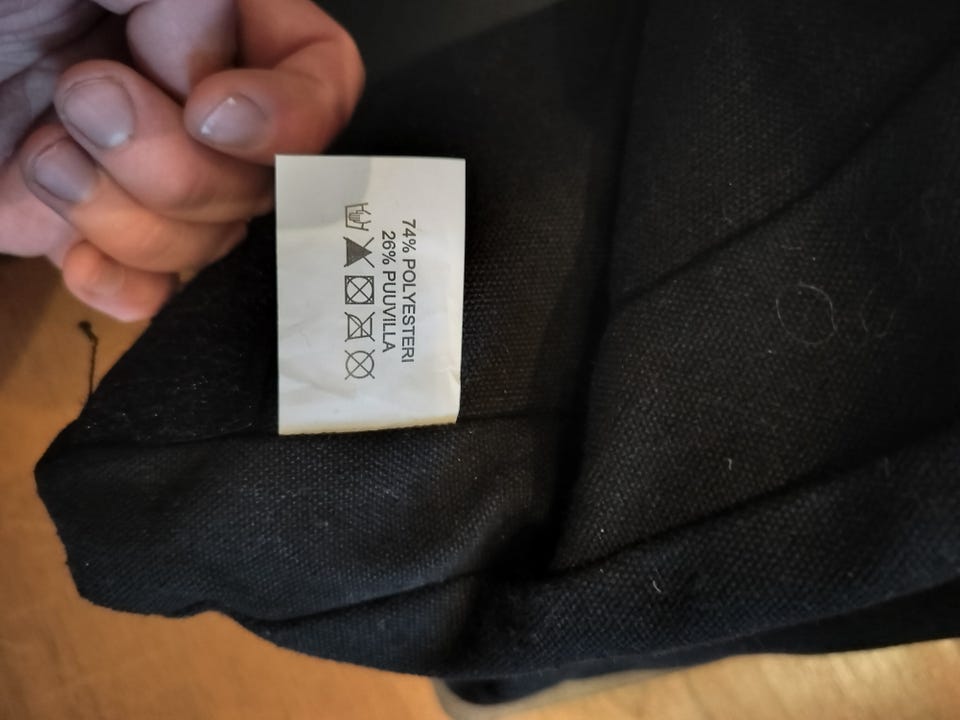 74% POLYESTERI
26% PUUVILLA